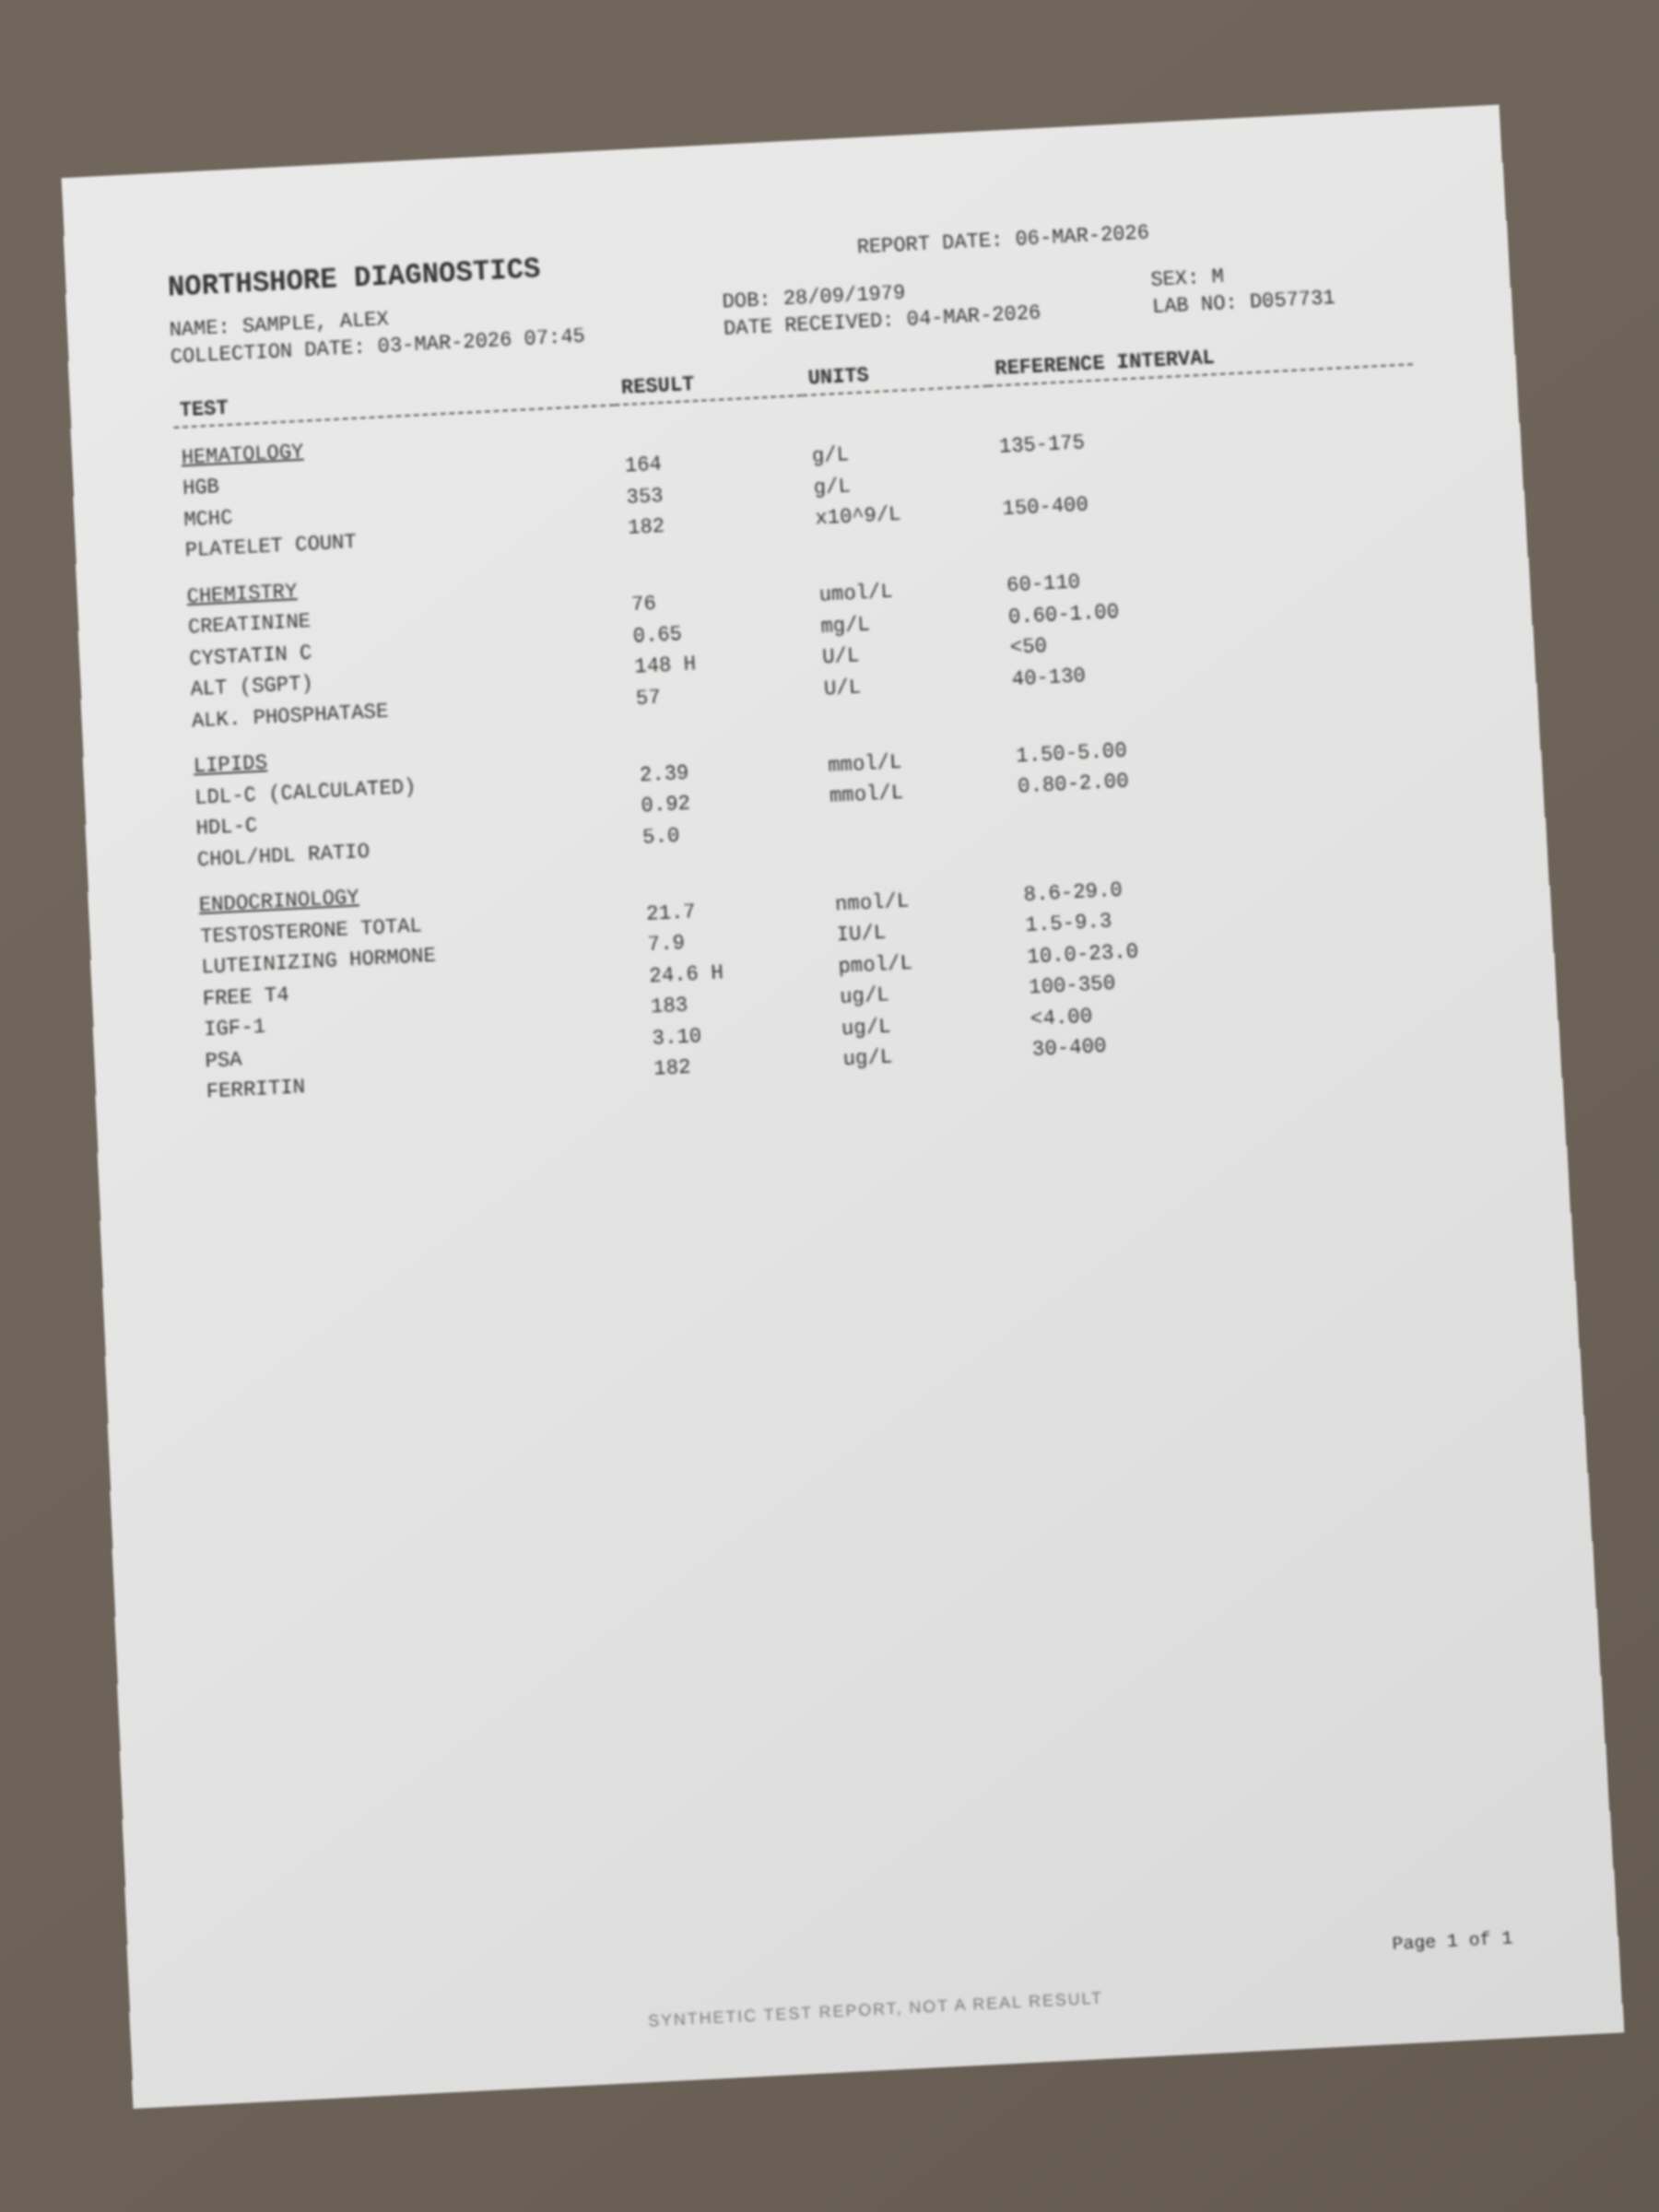 REPORT DATE: 06-MAR-2026
NORTHSHORE DIAGNOSTICS
NAME: SAMPLE, ALEX DOB: 28/09/1979 SEX: M
COLLECTION DATE: 03-MAR-2026 07:45 DATE RECEIVED: 04-MAR-2026 LAB NO: D057731
TEST RESULT UNITS REFERENCE INTERVAL
HEMATOLOGY
HGB 164 g/L 135-175
MCHC 353 g/L
PLATELET COUNT 182 x10^9/L 150-400
CHEMISTRY
CREATININE 76 umol/L 60-110
CYSTATIN C 0.65 mg/L 0.60-1.00
ALT (SGPT) 148 H U/L <50
ALK. PHOSPHATASE 57 U/L 40-130
LIPIDS
LDL-C (CALCULATED) 2.39 mmol/L 1.50-5.00
HDL-C 0.92 mmol/L 0.80-2.00
CHOL/HDL RATIO 5.0
ENDOCRINOLOGY
TESTOSTERONE TOTAL 21.7 nmol/L 8.6-29.0
LUTEINIZING HORMONE 7.9 IU/L 1.5-9.3
FREE T4 24.6 H pmol/L 10.0-23.0
IGF-1 183 ug/L 100-350
PSA 3.10 ug/L <4.00
FERRITIN 182 ug/L 30-400
Page 1 of 1
SYNTHETIC TEST REPORT, NOT A REAL RESULT